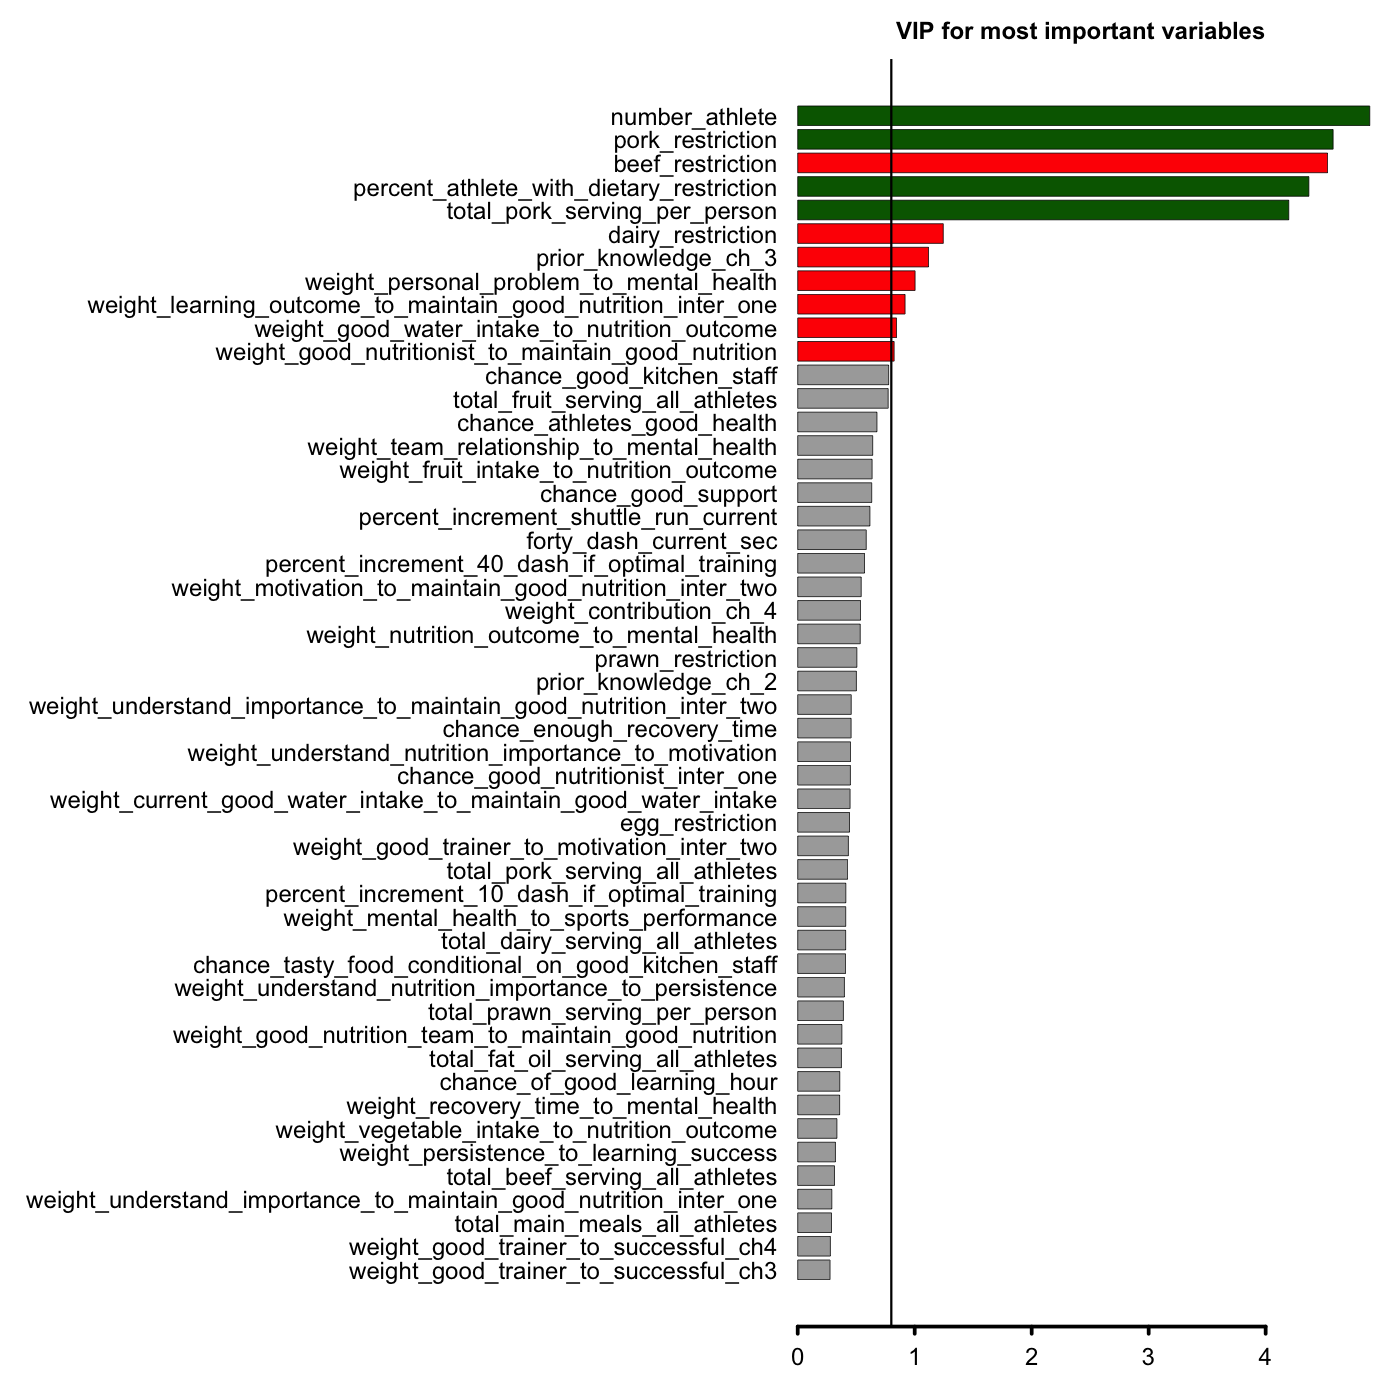 VIP for most important variables
number_athlete
pork_restriction
beef_restriction
percent_athlete_with_dietary_restriction
total_pork_serving_per_person
dairy_restriction
prior_knowledge_ch_3
weight_personal_problem_to_mental_health
weight_learning_outcome_to_maintain_good_nutrition_inter_one
weight_good_water_intake_to_nutrition_outcome
weight_good_nutritionist_to_maintain_good_nutrition
chance_good_kitchen_staff
total_fruit_serving_all_athletes
chance_athletes_good_health
weight_team_relationship_to_mental_health
weight_fruit_intake_to_nutrition_outcome
chance_good_support
percent_increment_shuttle_run_current
forty_dash_current_sec
percent_increment_40_dash_if_optimal_training
weight_motivation_to_maintain_good_nutrition_inter_two
weight_contribution_ch_4
weight_nutrition_outcome_to_mental_health
prawn_restriction
prior_knowledge_ch_2
weight_understand_importance_to_maintain_good_nutrition_inter_two
chance_enough_recovery_time
weight_understand_nutrition_importance_to_motivation
chance_good_nutritionist_inter_one
weight_current_good_water_intake_to_maintain_good_water_intake
egg_restriction
weight_good_trainer_to_motivation_inter_two
total_pork_serving_all_athletes
percent_increment_10_dash_if_optimal_training
weight_mental_health_to_sports_performance
total_dairy_serving_all_athletes
chance_tasty_food_conditional_on_good_kitchen_staff
weight_understand_nutrition_importance_to_persistence
total_prawn_serving_per_person
weight_good_nutrition_team_to_maintain_good_nutrition
total_fat_oil_serving_all_athletes
chance_of_good_learning_hour
weight_recovery_time_to_mental_health
weight_vegetable_intake_to_nutrition_outcome
weight_persistence_to_learning_success
total_beef_serving_all_athletes
weight_understand_importance_to_maintain_good_nutrition_inter_one
total_main_meals_all_athletes
weight_good_trainer_to_successful_ch4
weight_good_trainer_to_successful_ch3
0 1 2 3 4